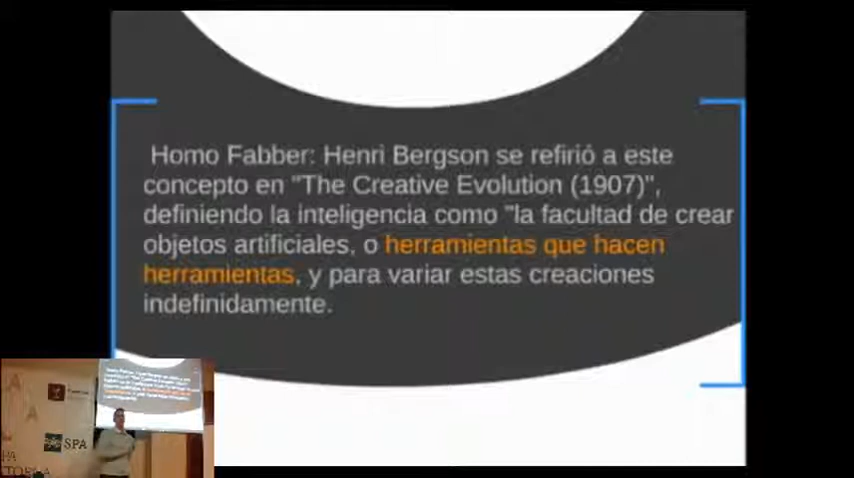 Homo Fabber: Henri Bergson se refirió a este
concepto en "The Creative Evolution (1907)",
definiendo la inteligencia como "la facultad de crear
objetos artificiales, o herramientas que hacen
herramientas, y para variar estas creaciones
indefinidamente.
SPA